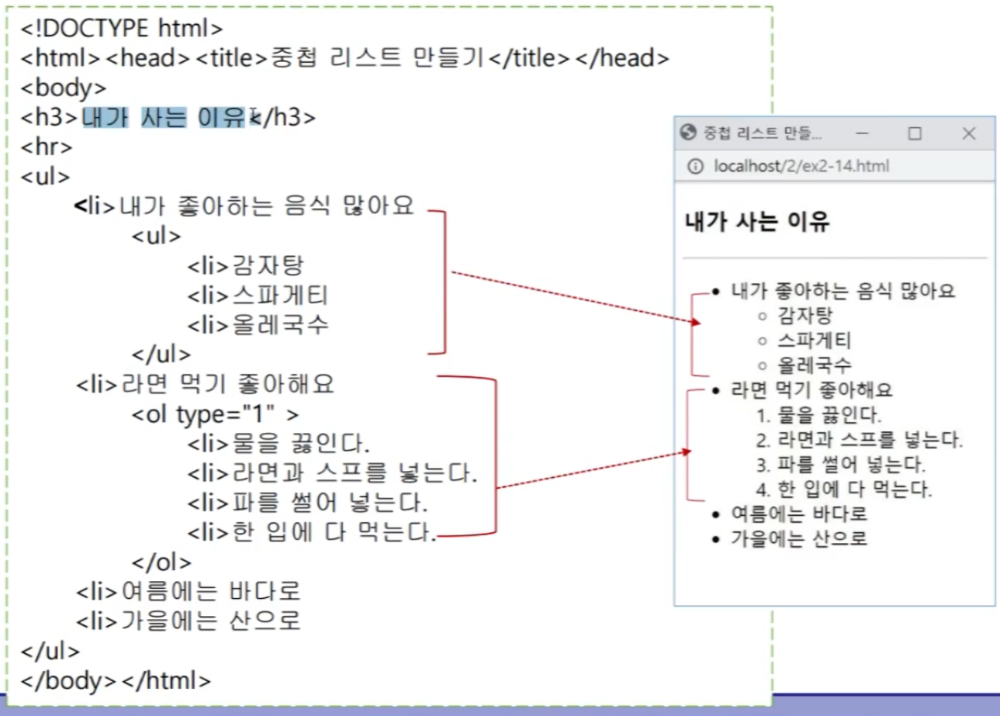 <!DOCTYPE html>
<html><head><title>중첩 리스트 만들기</title></head>
<body>
<h3>내가 사는 이유</h3>
<hr>
<ul>
<li>내가 좋아하는 음식 많아요
<ul>
<li>감자탕
<li>스파게티
<li>올레국수
</ul>
<li>라면 먹기 좋아해요
<ol type="1" >
<li>물을 끓인다.
<li>라면과 스프를 넣는다.
<li>파를 썰어 넣는다.
<li>한 입에 다 먹는다.
</ol>
<li>여름에는 바다로
<li>가을에는 산으로
</ul>
</body></html>
중첩 리스트 만들...
localhost/2/ex2-14.html
내가 사는 이유
내가 좋아하는 음식 많아요
감자탕
스파게티
올레국수
라면 먹기 좋아해요
1. 물을 끓인다.
2. 라면과 스프를 넣는다.
3. 파를 썰어 넣는다.
4. 한 입에 다 먹는다.
여름에는 바다로
가을에는 산으로